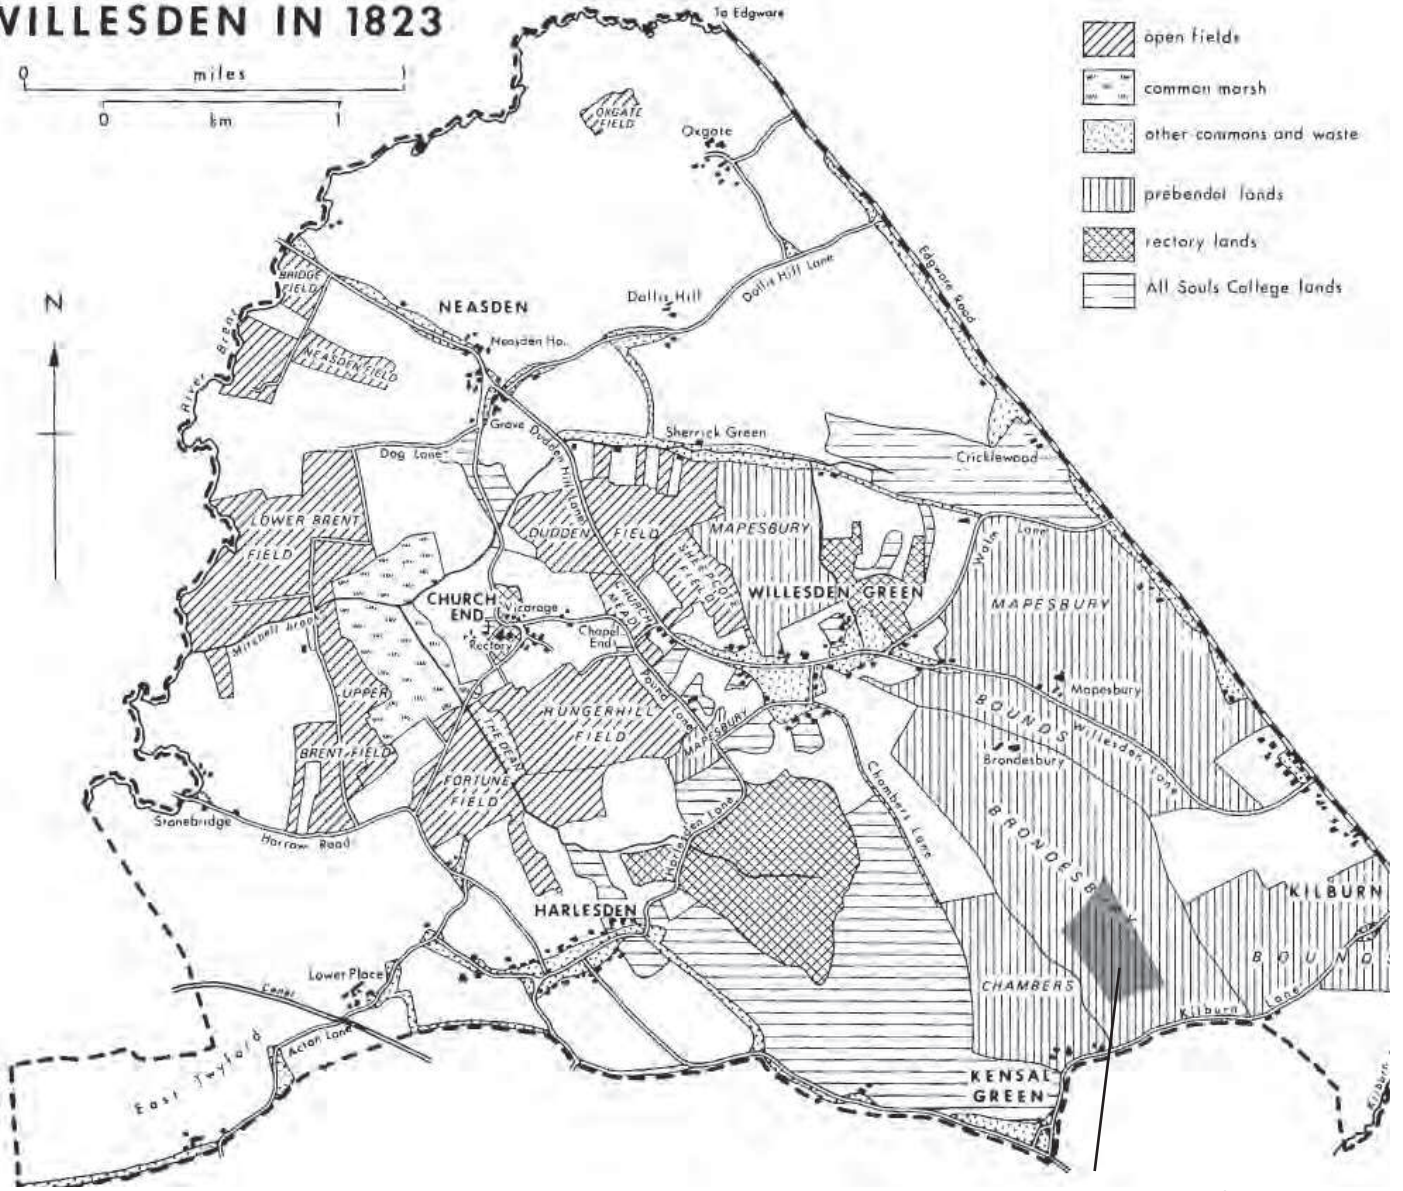 WILLESDEN IN 1823
To Edgware
0 miles 1
0 km 1
open fields
common marsh
other commons and waste
prebendal lands
rectory lands
All Souls College lands
N
OXGATE
FIELD
Oxgate
Edgware Road
BRIDGE
FIELD
NEASDEN
Neasden Ho.
Dollis Hill
Dollis Hill Lane
River Brent
NEASDEN FIELD
Grove
Dudden Hill Lane
Sherrick Green
Dog Lane
Cricklewood
LOWER BRENT
FIELD
DUDDEN FIELD
MAPESBURY
SHEEPCOTE
FIELD
Walm Lane
MAPESBURY
CHURCH
END
Vicarage
Rectory
Chapel
End
CHURCH
MEAD
WILLESDEN GREEN
Mitchell brook
UPPER
BRENT FIELD
HUNGERHILL
FIELD
THE DEAN
Pound Lane
MAPESBURY
Mapesbury
BOUNDS
Willesden Lane
Brondesbury
BRONDESBURY
FORTUNE
FIELD
Stonebridge
Harrow Road
Harlesden Lane
Chambers Lane
HARLESDEN
KILBURN
BOUNDS
CHAMBERS
Lower Place
Canal
Acton Lane
East Twyford
Kilburn Lane
KENSAL
GREEN
Kilburn